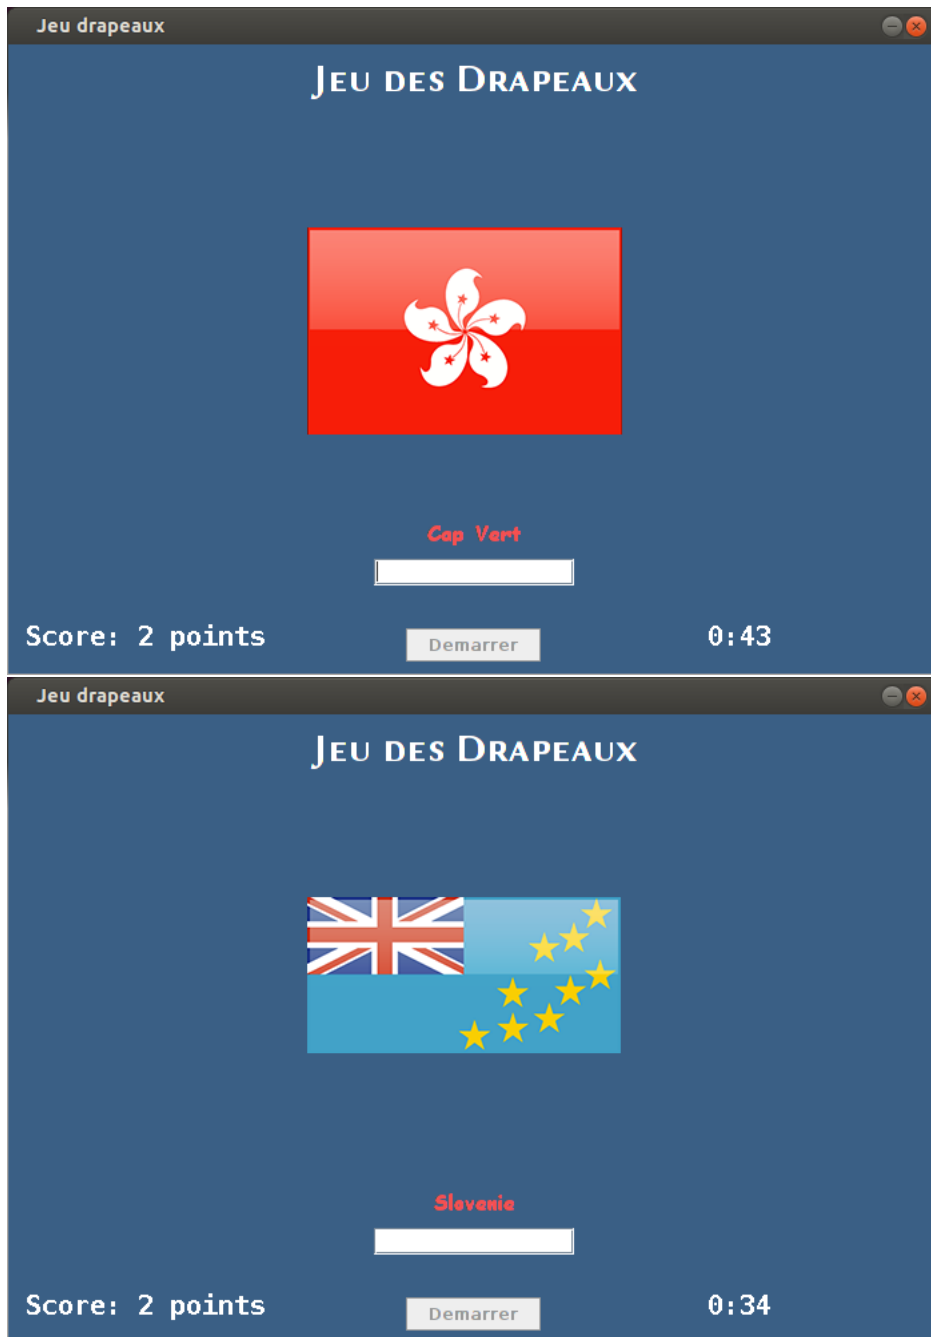 Jeu drapeaux
Jeu des Drapeaux
Cap Vert
Score: 2 points
Demarrer
0:43
Jeu drapeaux
Jeu des Drapeaux
Slovenie
Score: 2 points
Demarrer
0:34